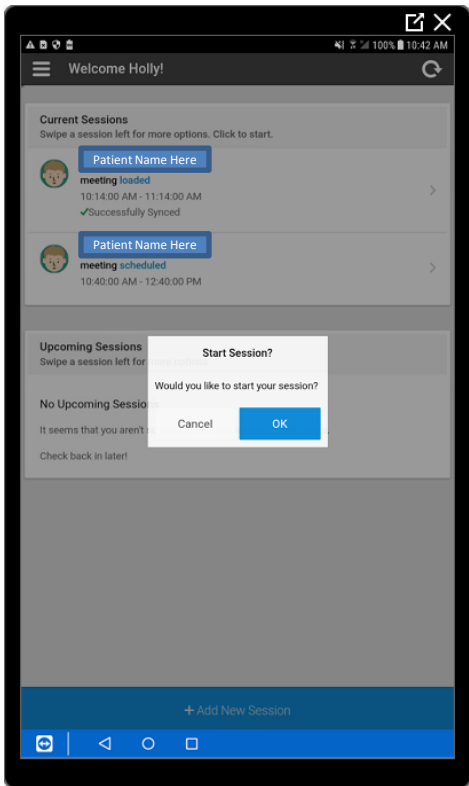 100% 10:42 AM
Welcome Holly!
Current Sessions
Swipe a session left for more options. Click to start.
Patient Name Here
meeting loaded
10:14:00 AM - 11:14:00 AM
✓Successfully Synced
Patient Name Here
meeting scheduled
10:40:00 AM - 12:40:00 PM
Upcoming Sessions
Swipe a session left for
Start Session?
Would you like to start your session?
Cancel
OK
No Upcoming Session
It seems that you aren't
Check back in later!
+ Add New Session